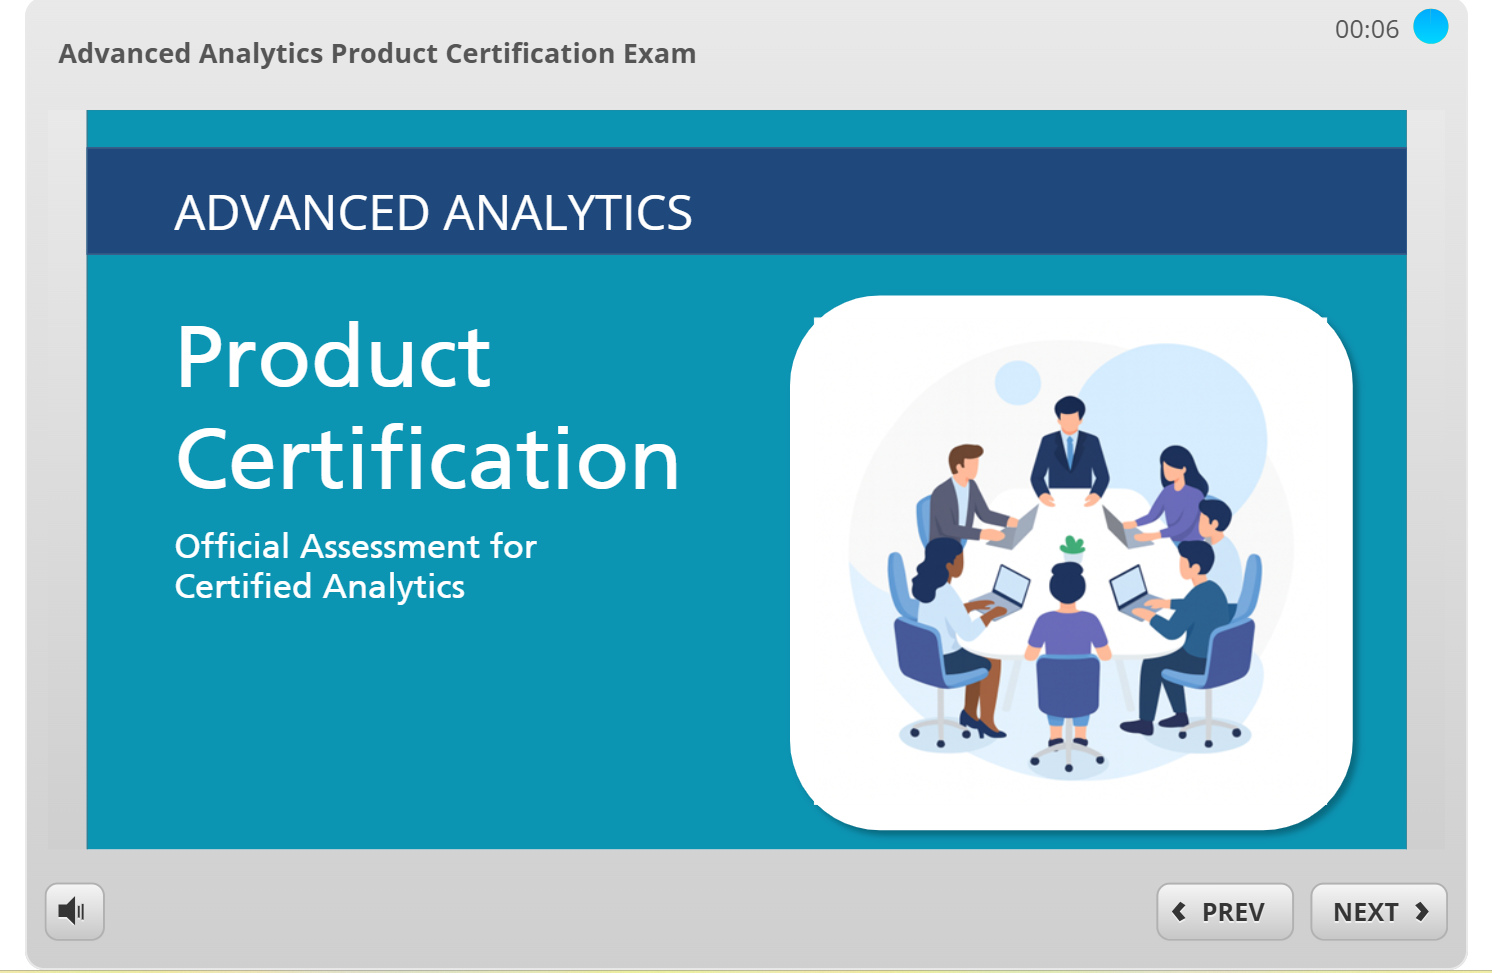 Advanced Analytics Product Certification Exam
00:06
ADVANCED ANALYTICS
Product
Certification
Official Assessment for
Certified Analytics
PREV
NEXT